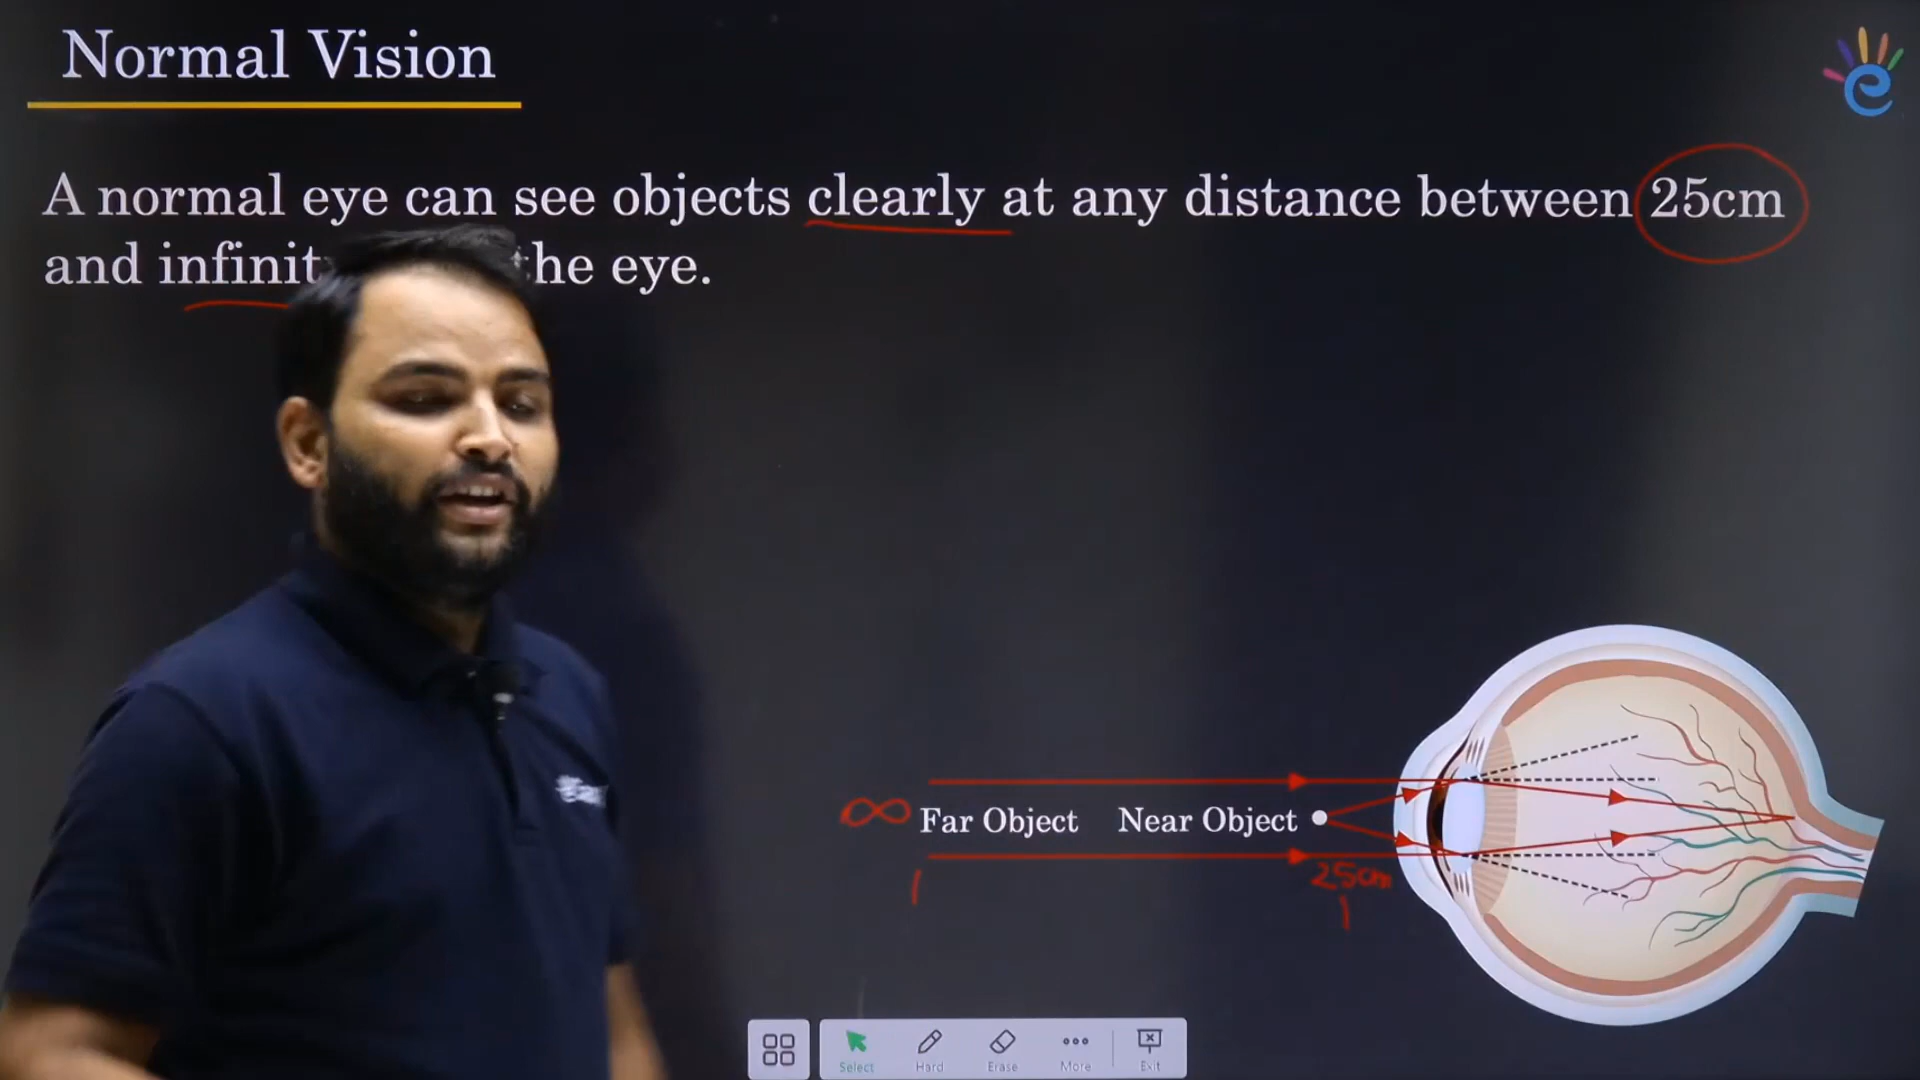 Normal Vision
A normal eye can see objects clearly at any distance between 25cm
and infinit the eye.
∞ Far Object Near Object
25cm
Select Hard Erase More Exit